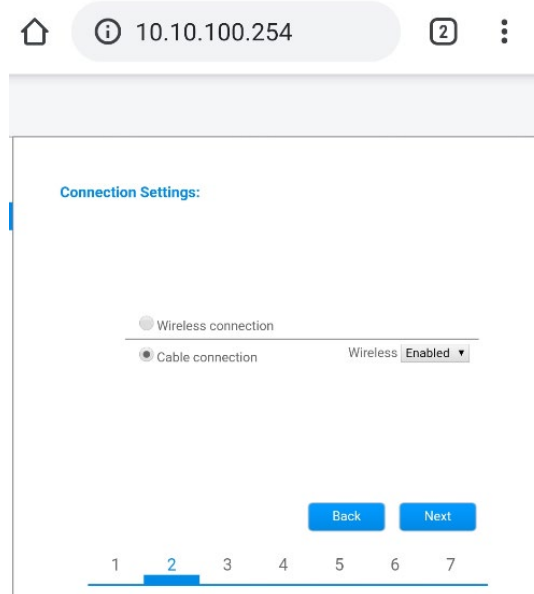 10.10.100.254
2
Connection Settings:
Wireless connection
Cable connection Wireless Enabled
Back Next
1 2 3 4 5 6 7